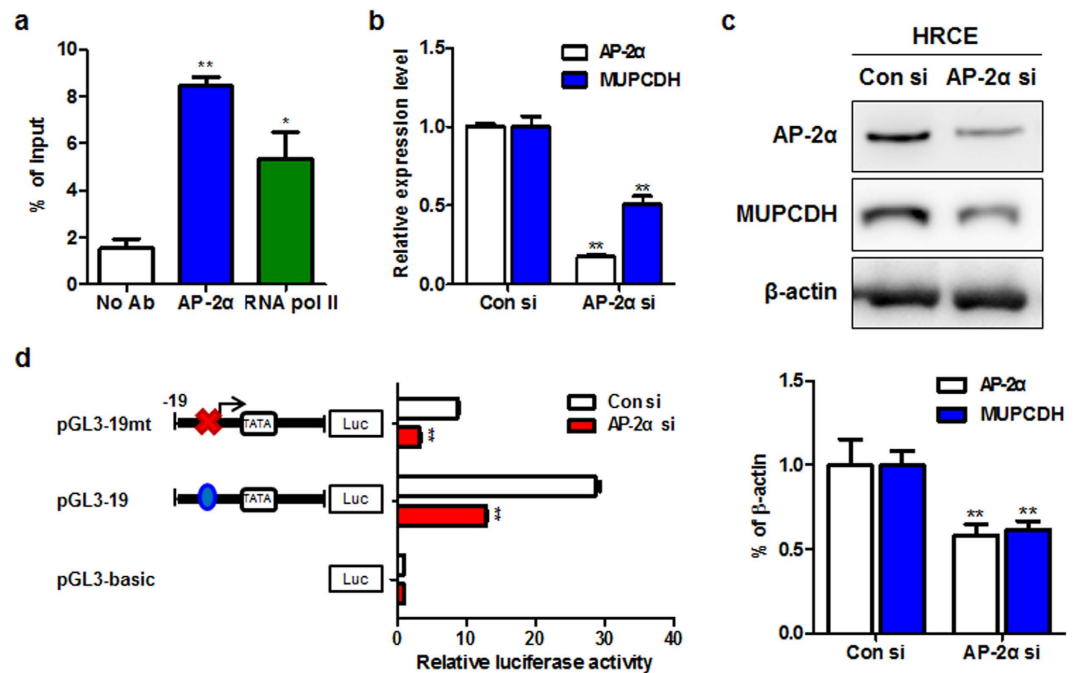 a
10
8
6
4
2
0
% of Input
**
*
No Ab AP-2α RNA pol II
b
1.5
1.0
0.5
0.0
Relative expression level
AP-2α
MUPCDH
**
**
Con si AP-2α si
c
HRCE
Con si AP-2α si
AP-2α
MUPCDH
β-actin
1.5
1.0
0.5
0.0
% of β-actin
AP-2α
MUPCDH
** **
Con si AP-2α si
d
-19
pGL3-19mt TATA Luc
pGL3-19 TATA Luc
pGL3-basic Luc
Con si
AP-2α si
**
**
0 10 20 30 40
Relative luciferase activity